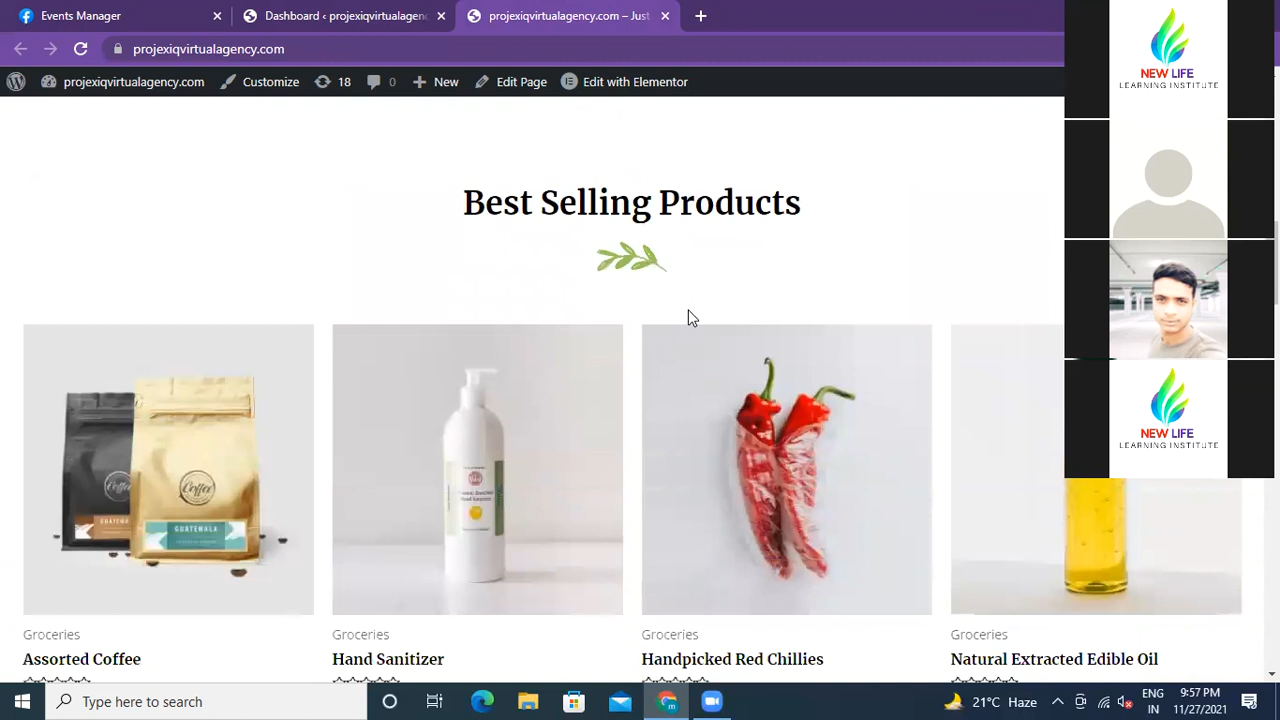 Events Manager
Dashboard ‹ projexiqvirtualagenc
projexiqvirtualagency.com – Just
projexiqvirtualagency.com
projexiqvirtualagency.com
Customize
18
0
New
Edit Page
Edit with Elementor
NEW LIFE
LEARNING INSTITUTE
Best Selling Products
NEW LIFE
LEARNING INSTITUTE
Coffee
GUATEMALA
Groceries
Assorted Coffee
Groceries
Hand Sanitizer
Groceries
Handpicked Red Chillies
Groceries
Natural Extracted Edible Oil
Type here to search
21°C Haze
ENG
IN
9:57 PM
11/27/2021